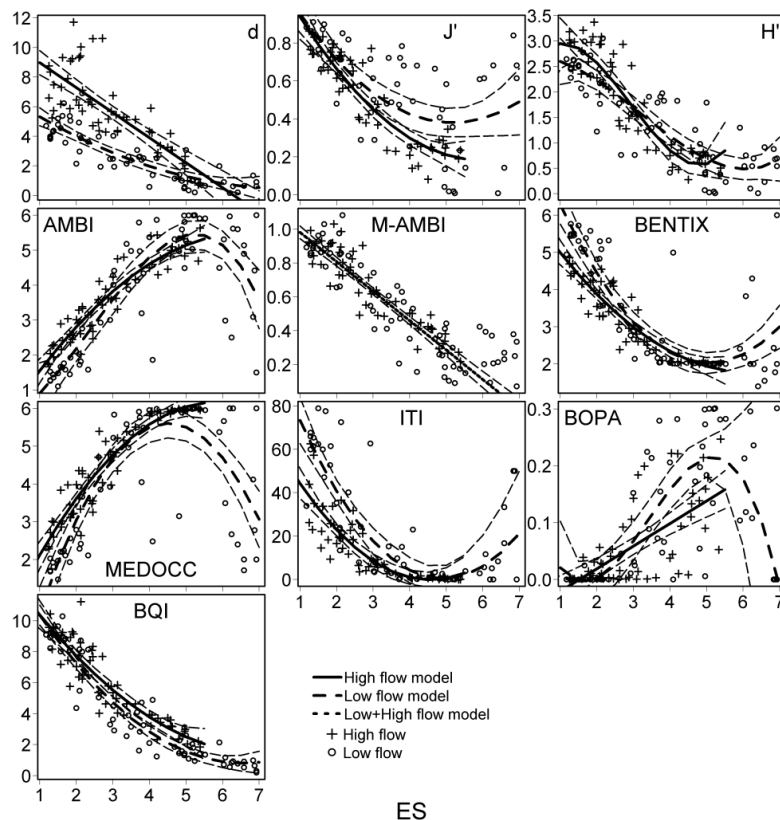 d
12
10
8
6
4
2
0
J'
0.8
0.6
0.4
0.2
0.0
H'
3.5
3.0
2.5
2.0
1.5
1.0
0.5
0.0
AMBI
6
5
4
3
2
1
M-AMBI
1.0
0.8
0.6
0.4
0.2
BENTIX
6
5
4
3
2
MEDOCC
6
5
4
3
2
ITI
80
60
40
20
0
1 2 3 4 5 6 7
BOPA
0.3
0.2
0.1
0.0
1 2 3 4 5 6 7
BQI
10
8
6
4
2
0
1 2 3 4 5 6 7
High flow model
Low flow model
Low+High flow model
High flow
Low flow
ES